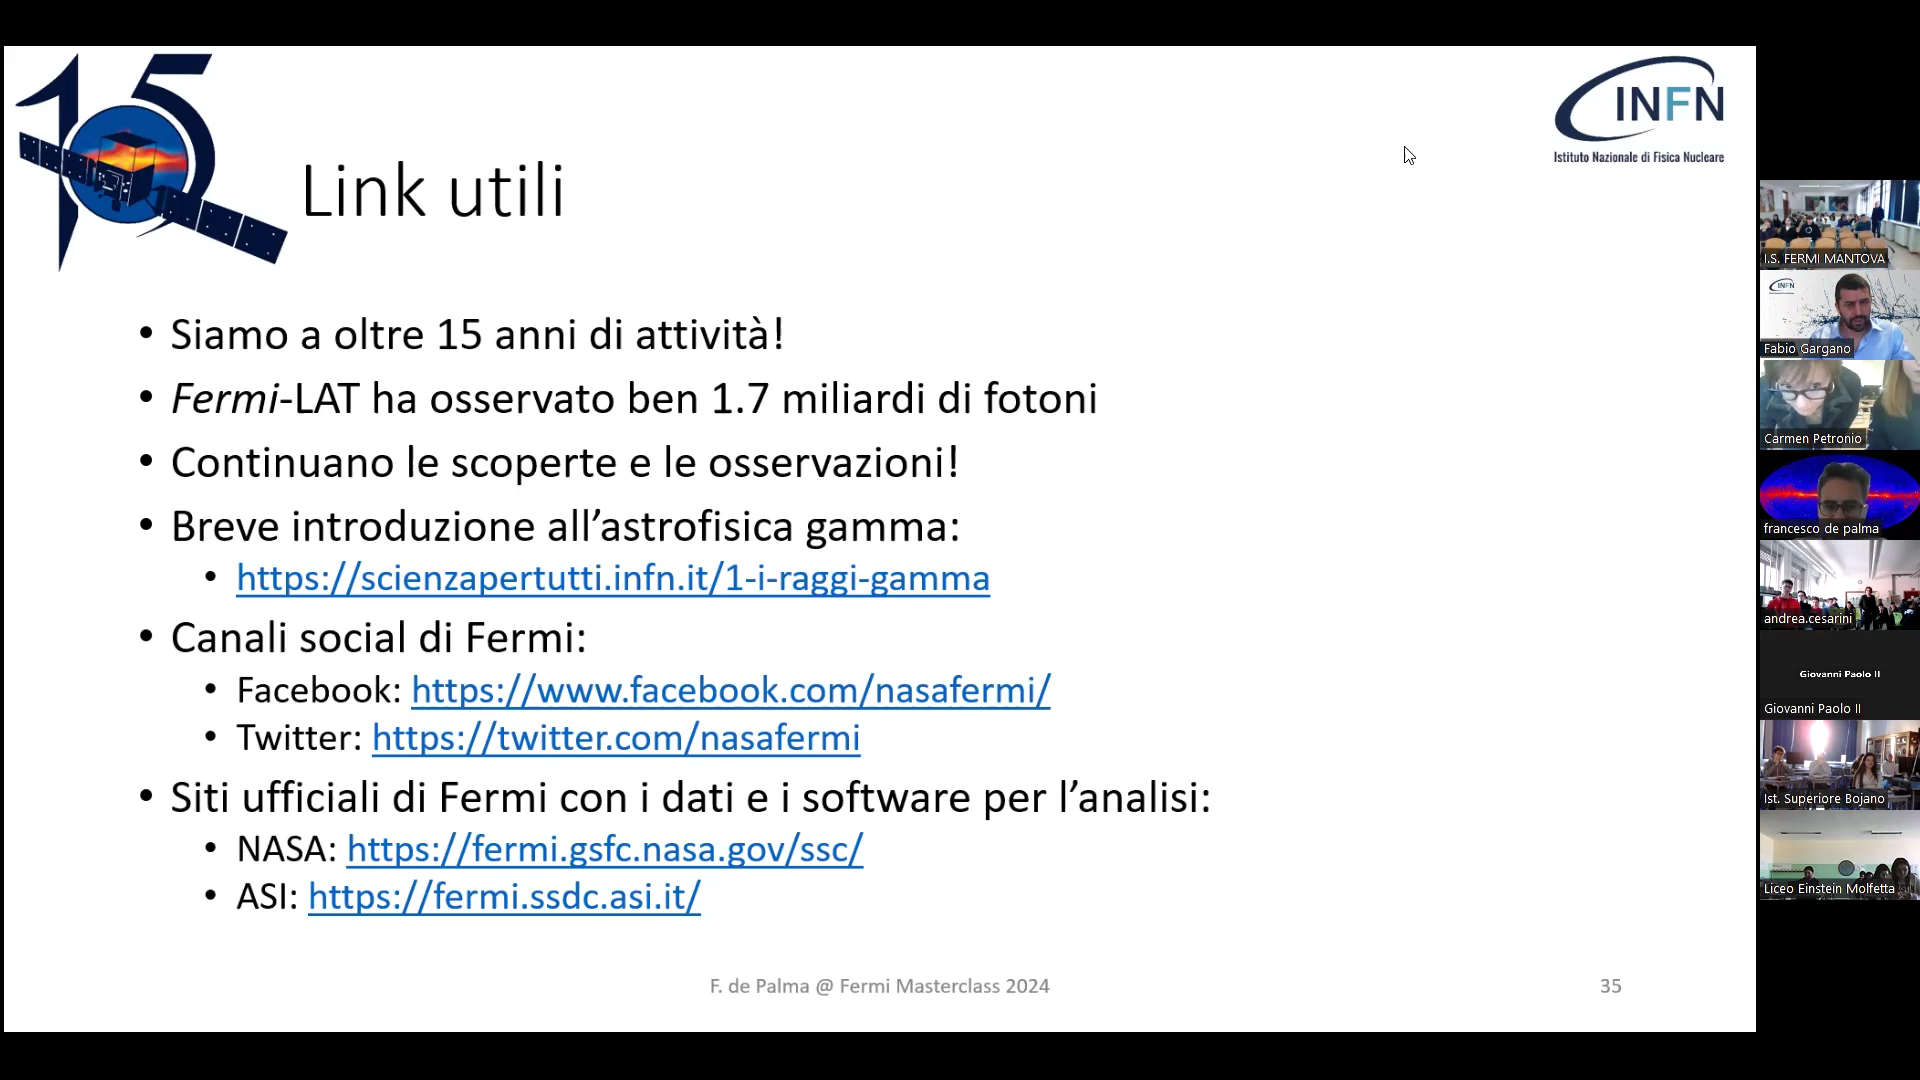 15
INFN
Istituto Nazionale di Fisica Nucleare
Link utili
• Siamo a oltre 15 anni di attività!
• Fermi-LAT ha osservato ben 1.7 miliardi di fotoni
• Continuano le scoperte e le osservazioni!
• Breve introduzione all’astrofisica gamma:
• https://scienzapertutti.infn.it/1-i-raggi-gamma
• Canali social di Fermi:
• Facebook: https://www.facebook.com/nasafermi/
• Twitter: https://twitter.com/nasafermi
• Siti ufficiali di Fermi con i dati e i software per l’analisi:
• NASA: https://fermi.gsfc.nasa.gov/ssc/
• ASI: https://fermi.ssdc.asi.it/
F. de Palma @ Fermi Masterclass 2024
35
I.S. FERMI MANTOVA
INFN
Fabio Gargano
Carmen Petronio
francesco de palma
andrea.cesarini
Giovanni Paolo II
Giovanni Paolo II
Ist. Superiore Bojano
Liceo Einstein Molfetta